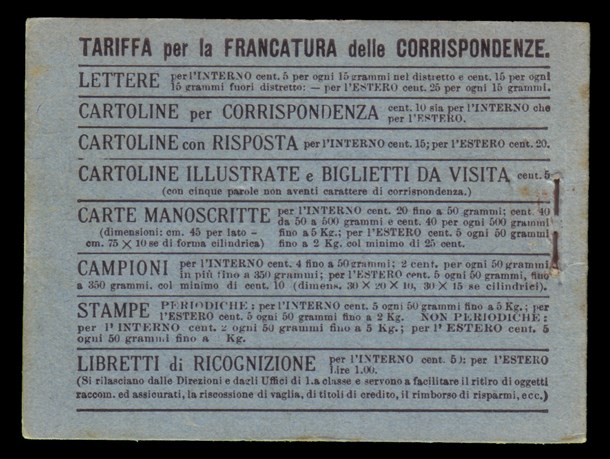 TARIFFA per la FRANCATURA delle CORRISPONDENZE.
LETTERE per l'INTERNO cent. 5 per ogni 15 grammi nel distretto e cent. 15 per ogni
15 grammi fuori distretto: — per l'ESTERO cent. 25 per ogni 15 grammi.
CARTOLINE per CORRISPONDENZA cent. 10 sia per l'INTERNO che
per l'ESTERO.
CARTOLINE con RISPOSTA per l'INTERNO cent. 15; per l'ESTERO cent. 20.
CARTOLINE ILLUSTRATE e BIGLIETTI DA VISITA cent. 5
(con cinque parole non aventi carattere di corrispondenza.)
CARTE MANOSCRITTE per l'INTERNO cent. 20 fino a 50 grammi; cent. 40
da 50 a 500 grammi e cent. 40 per ogni 500 grammi
(dimensioni: cm. 45 per lato - fino a 5 Kg.; per l'ESTERO cent. 5 ogni 50 grammi
cm. 75 × 10 se di forma cilindrica) fino a 2 Kg. col minimo di 25 cent.
CAMPIONI per l'INTERNO cent. 4 fino a 50 grammi; 2 cent. per ogni 50 grammi
in più fino a 350 grammi; per l'ESTERO cent. 5 ogni 50 grammi, fino
a 350 grammi. col minimo di cent. 10 (dimens. 30 × 20 × 10, 30 × 15 se cilindrici).
STAMPE PERIODICHE: per l'INTERNO cent. 5 ogni 50 grammi fino a 5 Kg.; per
l'ESTERO cent. 5 ogni 50 grammi fino a 2 Kg. NON PERIODICHE:
per l'INTERNO cent. 2 ogni 50 grammi fino a 5 Kg.; per l'ESTERO cent. 5
ogni 50 grammi fino a Kg.
LIBRETTI di RICOGNIZIONE per l'INTERNO cent. 50; per l'ESTERO
Lire 1.00.
(Si rilasciano dalle Direzioni e dagli Uffici di 1.a classe e servono a facilitare il ritiro di oggetti
raccom. ed assicurati, la riscossione di vaglia, di titoli di credito, il rimborso di risparmi, ecc.)